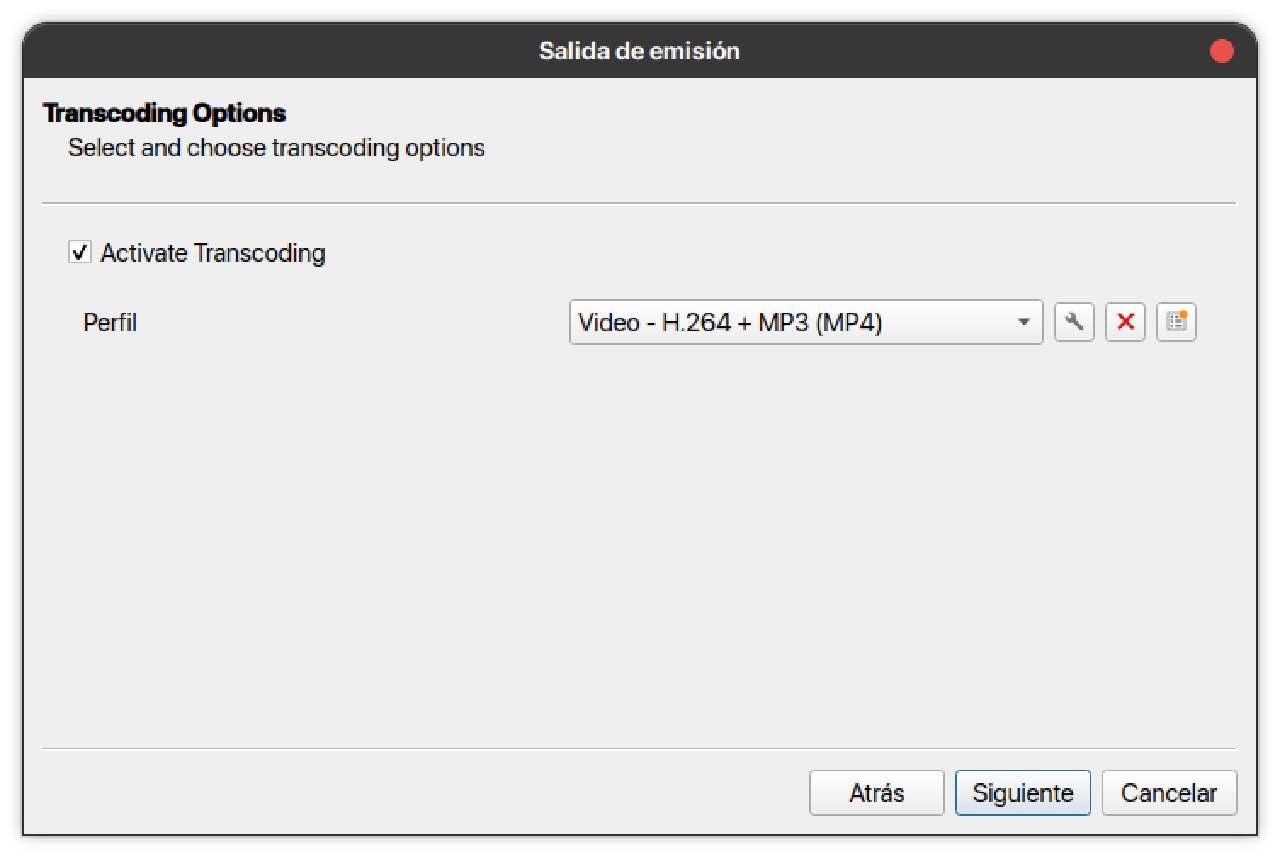 Salida de emisión
Transcoding Options
Select and choose transcoding options
Activate Transcoding
Perfil
Video - H.264 + MP3 (MP4)
Atrás
Siguiente
Cancelar